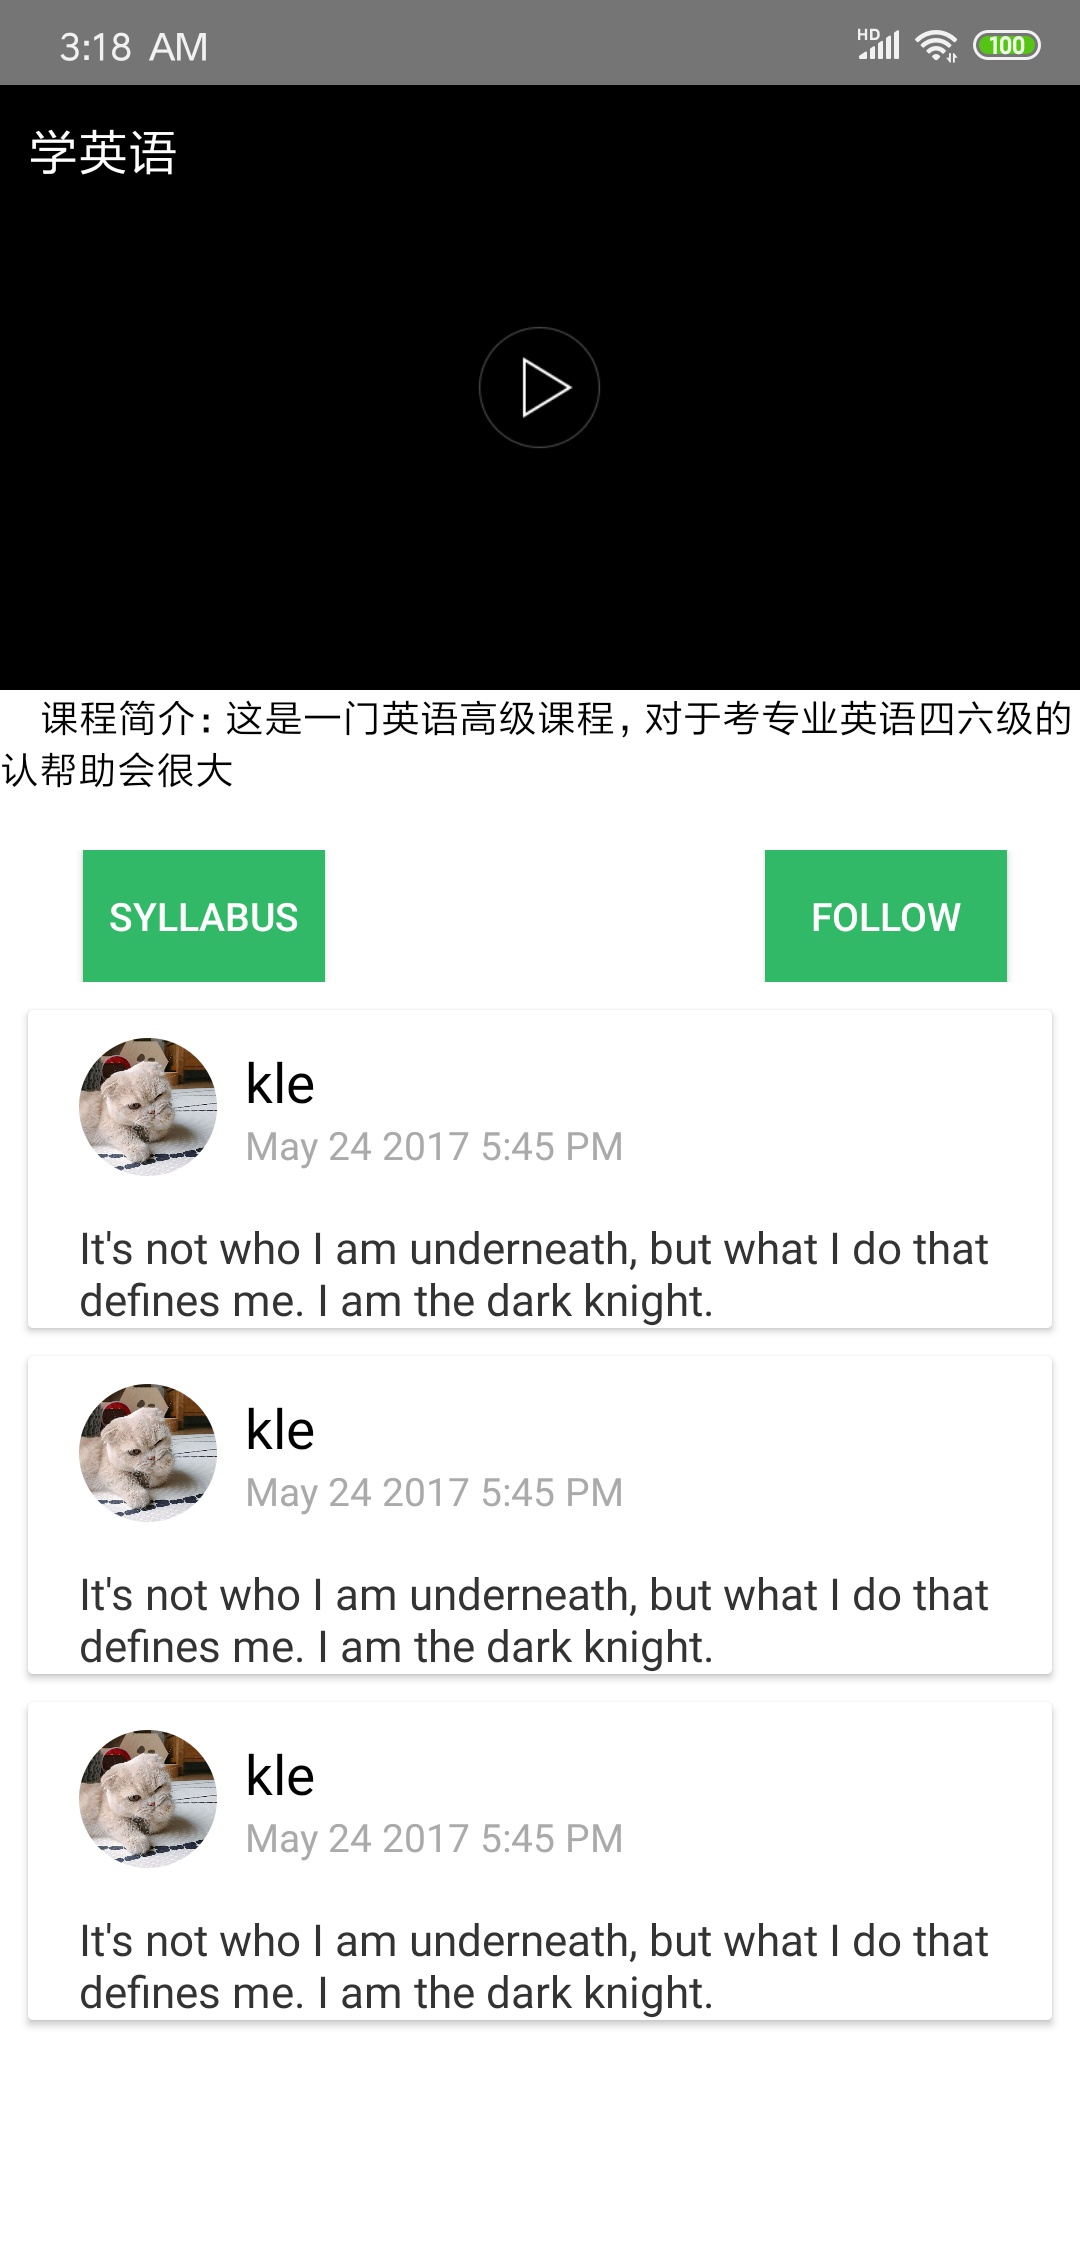 3:18 AM
HD
100
学英语
课程简介：这是一门英语高级课程，对于考专业英语四六级的
认帮助会很大
SYLLABUS
FOLLOW
kle
May 24 2017 5:45 PM
It's not who I am underneath, but what I do that
defines me. I am the dark knight.
kle
May 24 2017 5:45 PM
It's not who I am underneath, but what I do that
defines me. I am the dark knight.
kle
May 24 2017 5:45 PM
It's not who I am underneath, but what I do that
defines me. I am the dark knight.